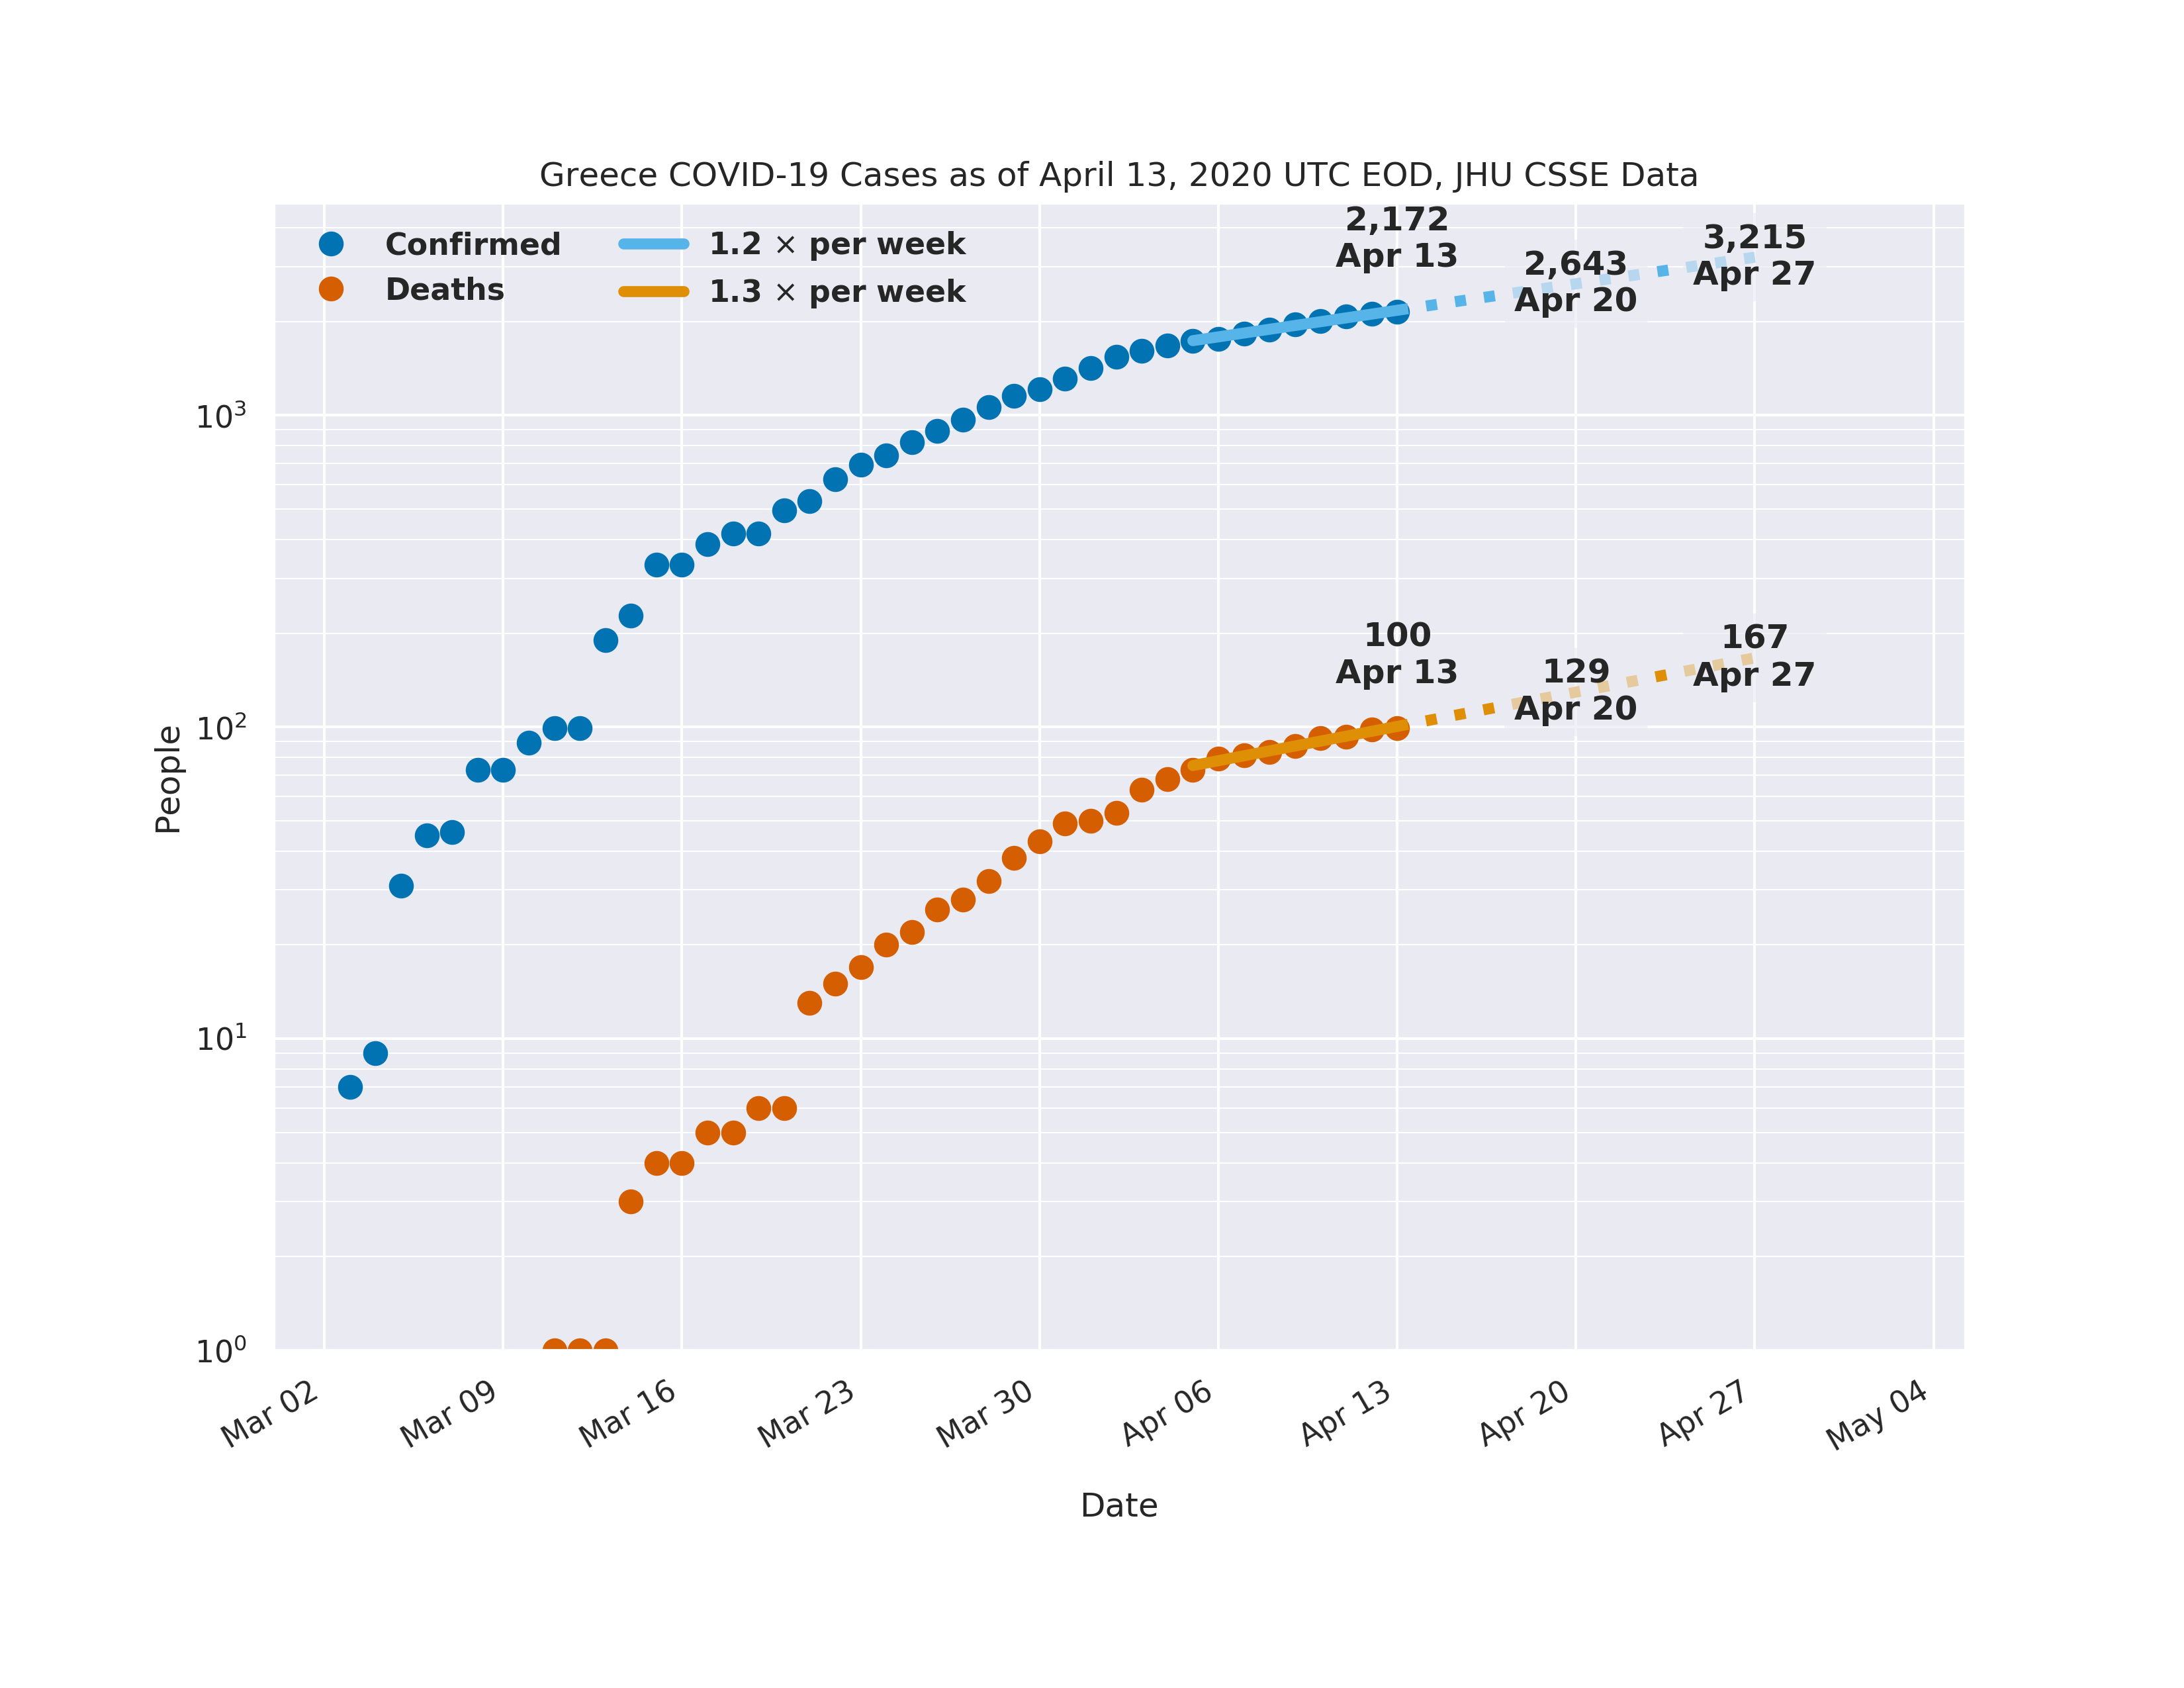 Greece COVID-19 Cases as of April 13, 2020 UTC EOD, JHU CSSE Data
Confirmed
Deaths
1.2 × per week
1.3 × per week
2,172
Apr 13
2,643
Apr 20
3,215
Apr 27
100
Apr 13
129
Apr 20
167
Apr 27
People
10³
10²
10¹
10⁰
Mar 02
Mar 09
Mar 16
Mar 23
Mar 30
Apr 06
Apr 13
Apr 20
Apr 27
May 04
Date